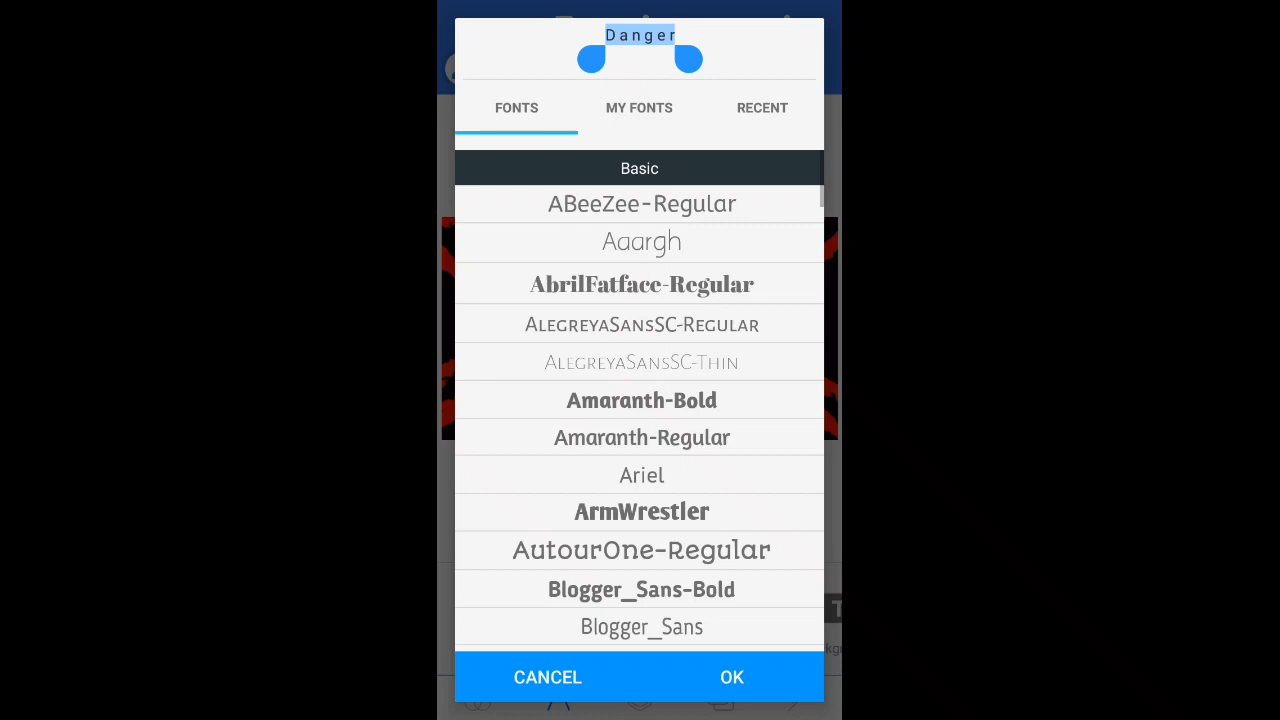 Danger
FONTS MY FONTS RECENT
Basic
ABeeZee-Regular
Aaargh
AbrilFatface-Regular
AlegreyaSansSC-Regular
AlegreyaSansSC-Thin
Amaranth-Bold
Amaranth-Regular
Ariel
ArmWrestler
AutourOne-Regular
Blogger_Sans-Bold
Blogger_Sans
CANCEL OK